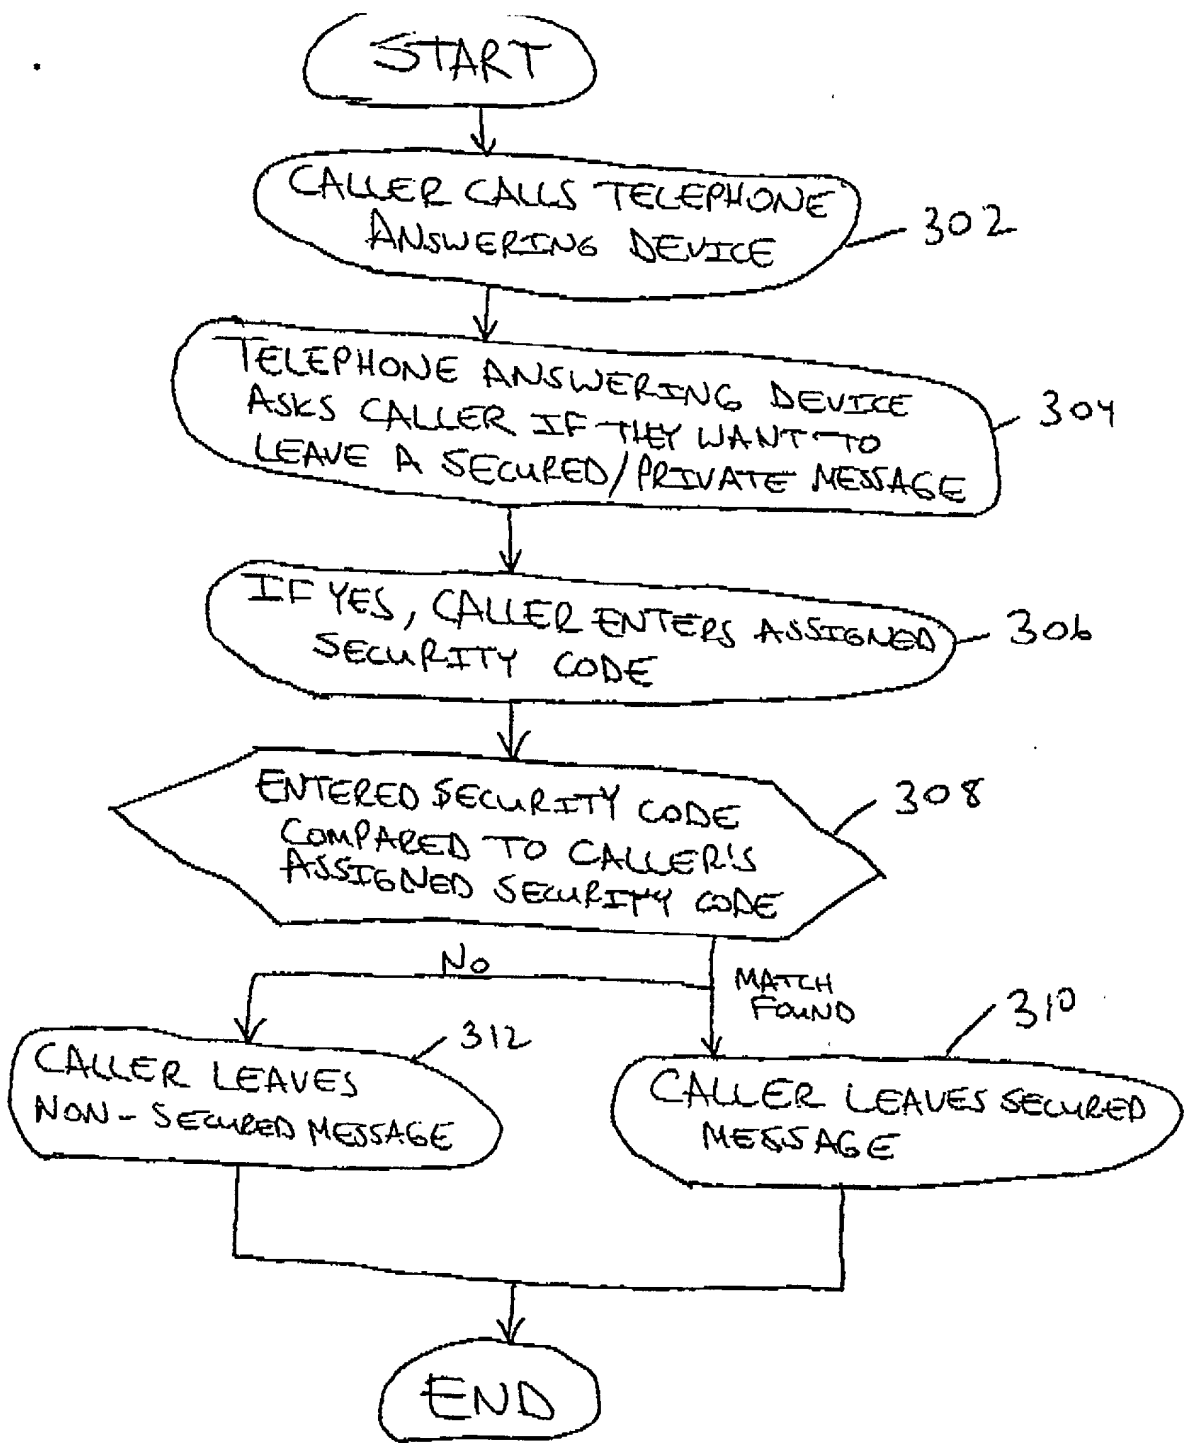 START
CALLER CALLS TELEPHONE
ANSWERING DEVICE
302
TELEPHONE ANSWERING DEVICE
ASKS CALLER IF THEY WANT TO
LEAVE A SECURED/PRIVATE MESSAGE
304
IF YES, CALLER ENTERS ASSIGNED
SECURITY CODE
306
ENTERED SECURITY CODE
COMPARED TO CALLER'S
ASSIGNED SECURITY CODE
308
NO
MATCH
FOUND
312
310
CALLER LEAVES
NON-SECURED MESSAGE
CALLER LEAVES SECURED
MESSAGE
END